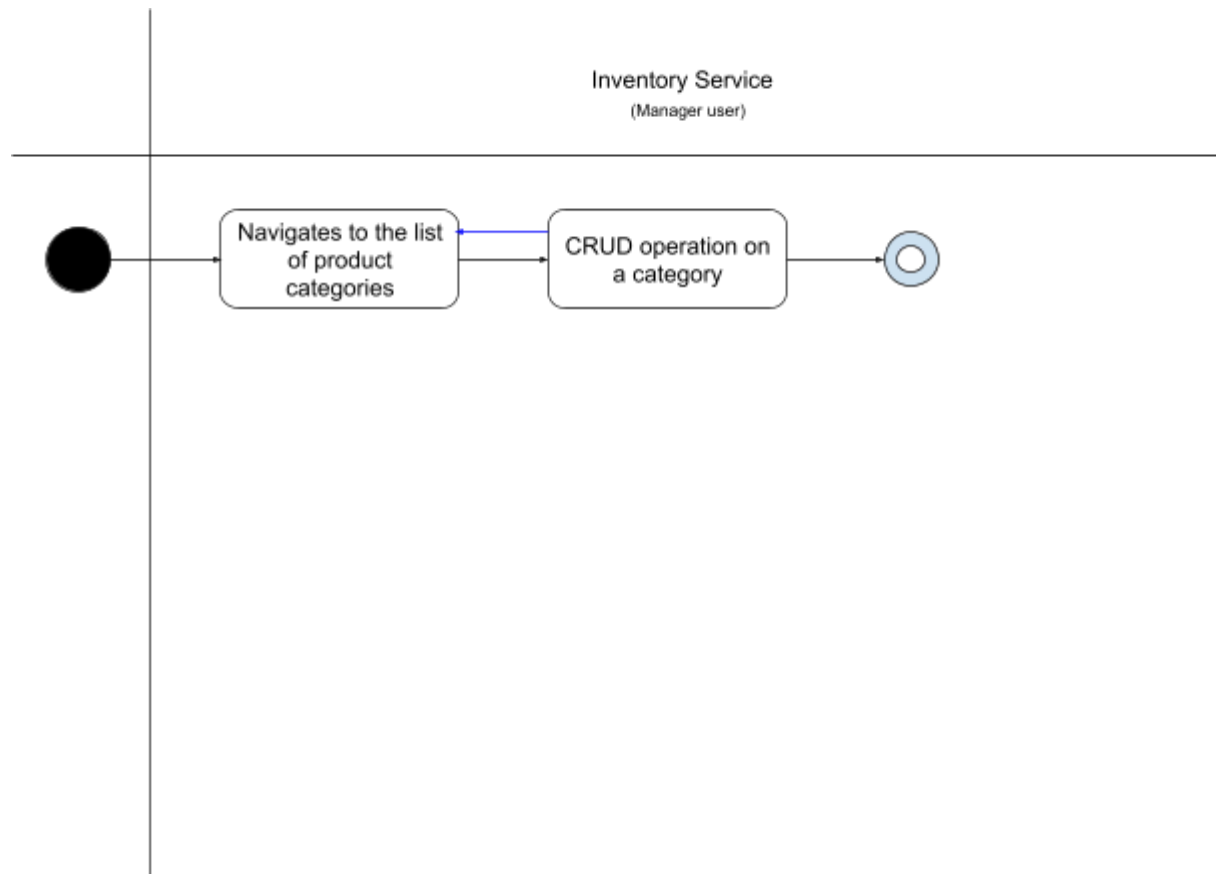 Inventory Service
(Manager user)
Navigates to the list
of product
categories
CRUD operation on
a category